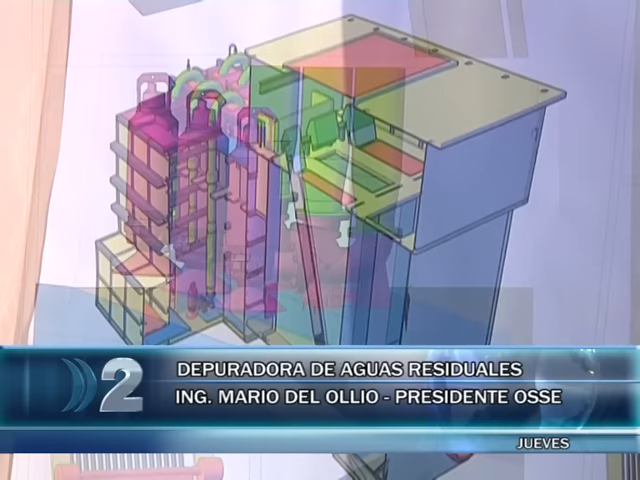 2
DEPURADORA DE AGUAS RESIDUALES
ING. MARIO DEL OLLIO - PRESIDENTE OSSE
JUEVES